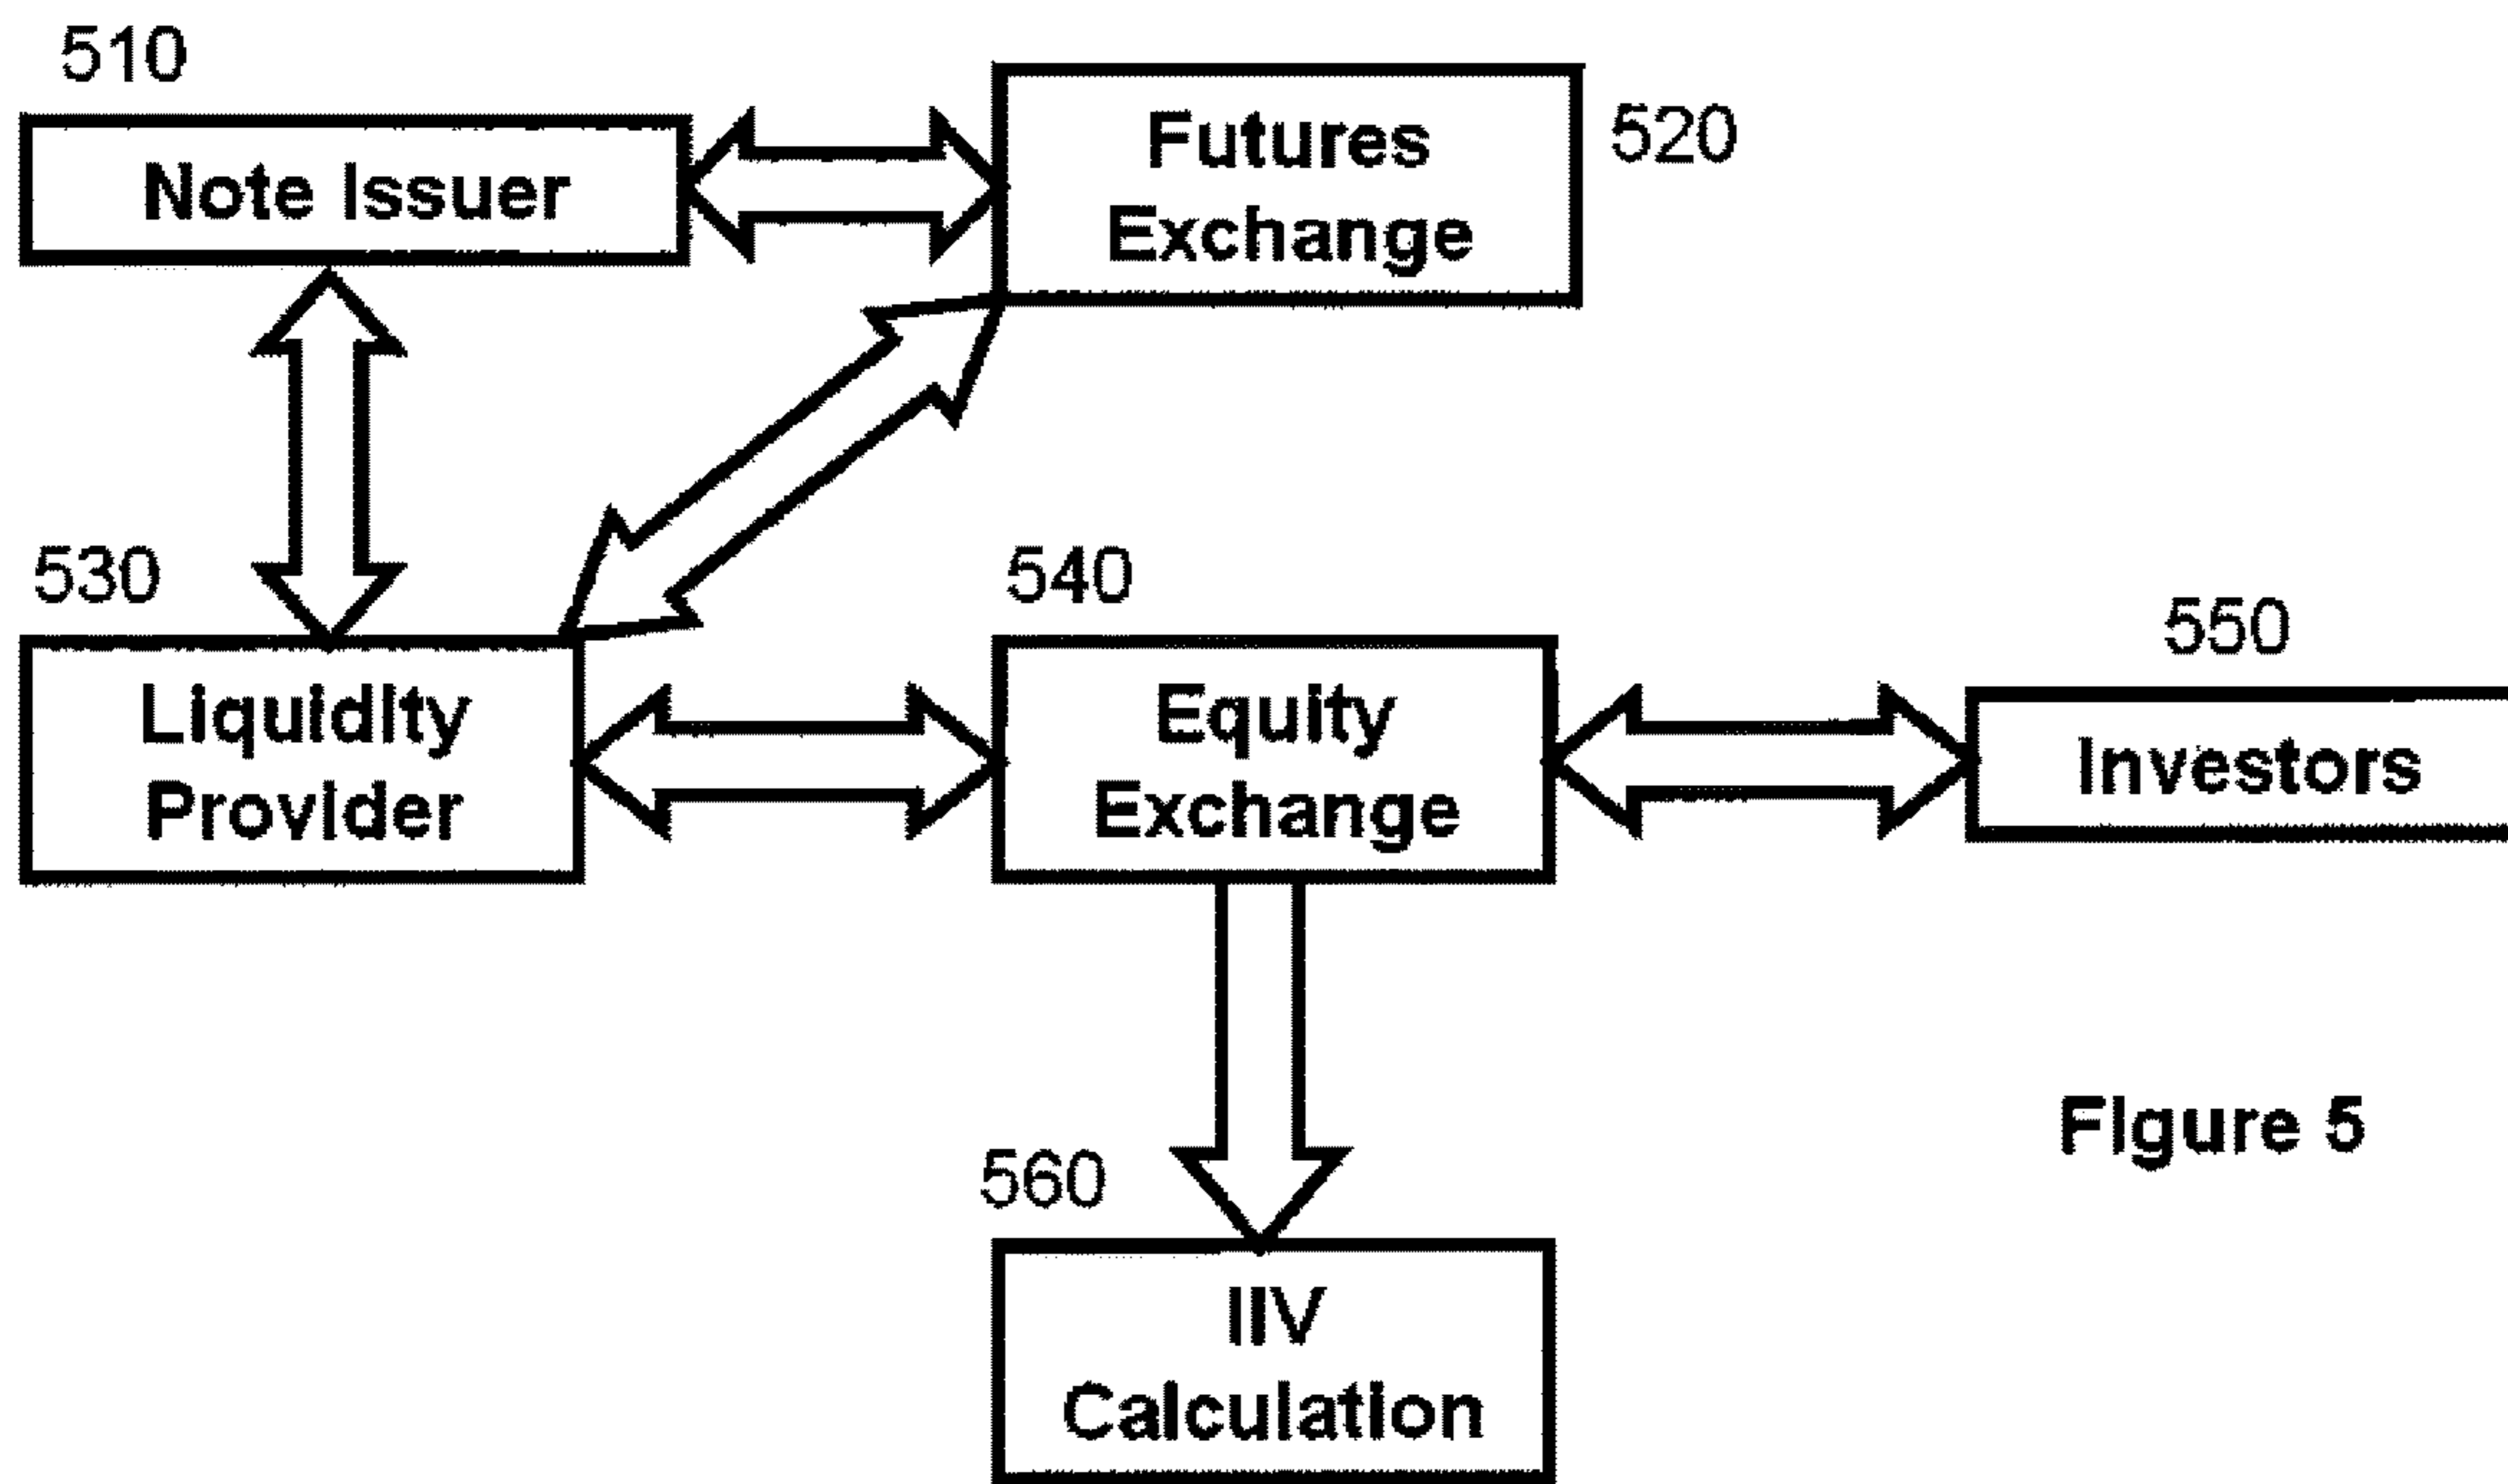 510
Note Issuer
Futures
Exchange
520
530
Liquidity
Provider
540
Equity
Exchange
550
Investors
Figure 5
560
IIV
Calculation